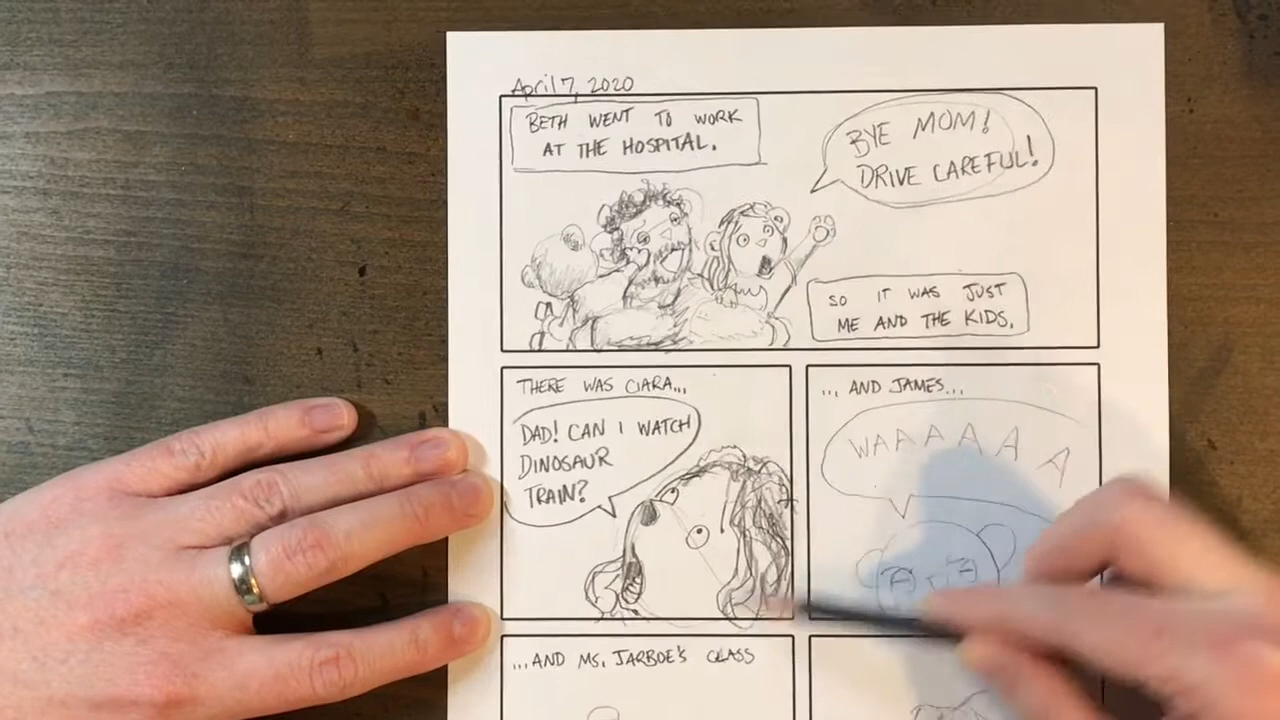 April 7, 2020
BETH WENT TO WORK
AT THE HOSPITAL.
BYE MOM!
DRIVE CAREFUL!
SO IT WAS JUST
ME AND THE KIDS.
THERE WAS CIARA...
DAD! CAN I WATCH
DINOSAUR
TRAIN?
... AND JAMES...
WAAAAAA
...AND MS. JARBOE'S CLASS